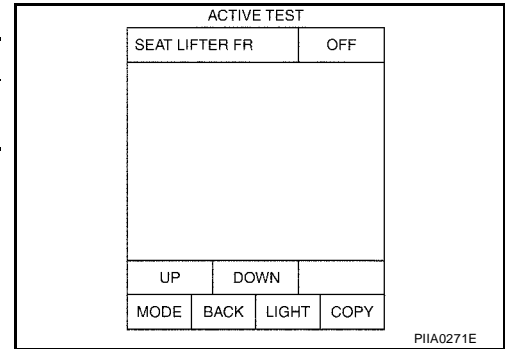 ACTIVE TEST
SEAT LIFTER FR OFF
UP DOWN
MODE BACK LIGHT COPY
PIIA0271E